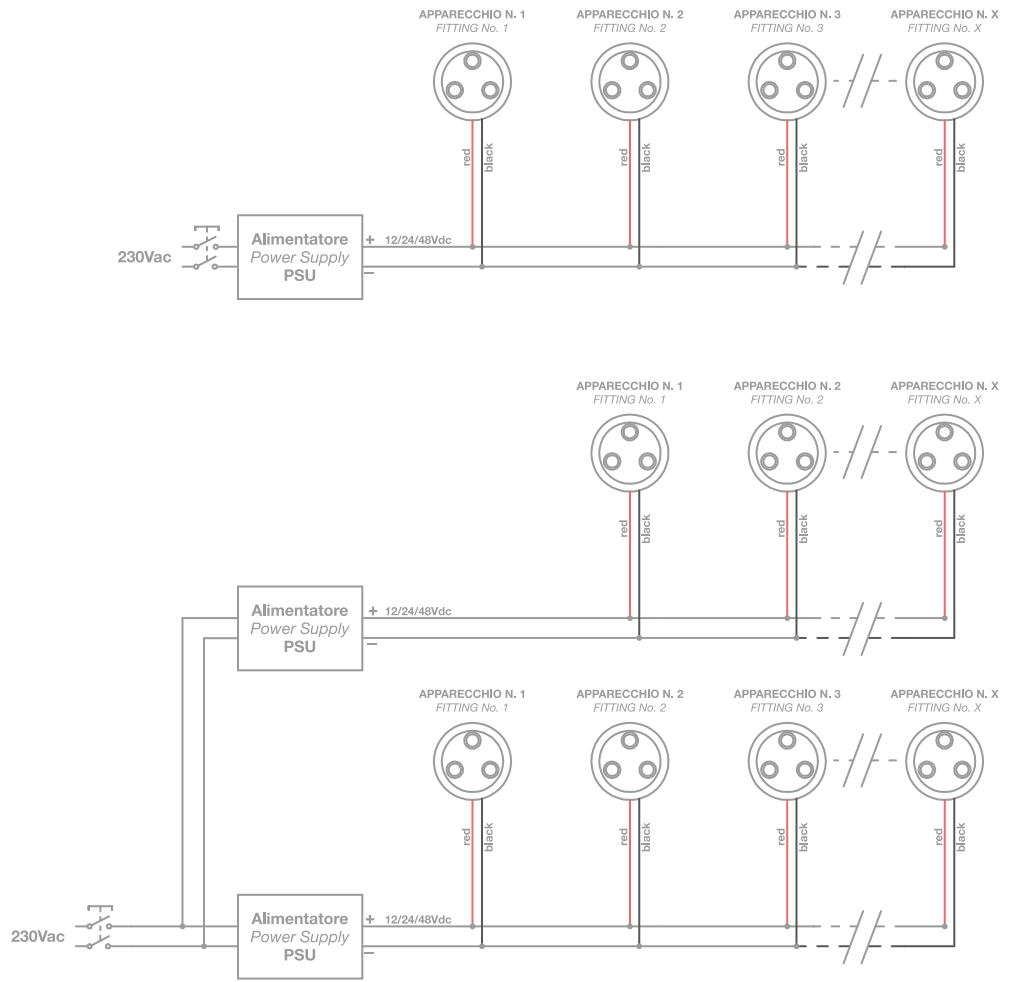 APPARECCHIO N. 1
FITTING No. 1
APPARECCHIO N. 2
FITTING No. 2
APPARECCHIO N. 3
FITTING No. 3
APPARECCHIO N. X
FITTING No. X
red
black
red
black
red
black
red
black
230Vac
Alimentatore
Power Supply
PSU
+ 12/24/48Vdc
–
APPARECCHIO N. 1
FITTING No. 1
APPARECCHIO N. 2
FITTING No. 2
APPARECCHIO N. X
FITTING No. X
red
black
red
black
red
black
Alimentatore
Power Supply
PSU
+ 12/24/48Vdc
–
APPARECCHIO N. 1
FITTING No. 1
APPARECCHIO N. 2
FITTING No. 2
APPARECCHIO N. 3
FITTING No. 3
APPARECCHIO N. X
FITTING No. X
red
black
red
black
red
black
red
black
230Vac
Alimentatore
Power Supply
PSU
+ 12/24/48Vdc
–